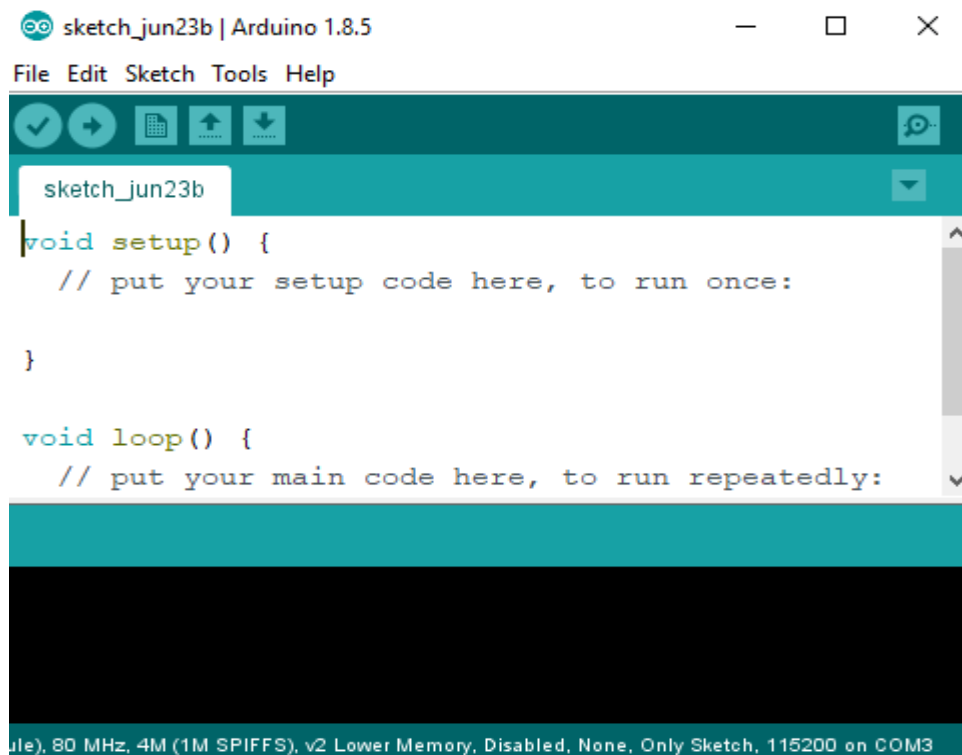 sketch_jun23b | Arduino 1.8.5
File Edit Sketch Tools Help
sketch_jun23b
void setup() {
// put your setup code here, to run once:
}
void loop() {
// put your main code here, to run repeatedly:
ule), 80 MHz, 4M (1M SPIFFS), v2 Lower Memory, Disabled, None, Only Sketch, 115200 on COM3